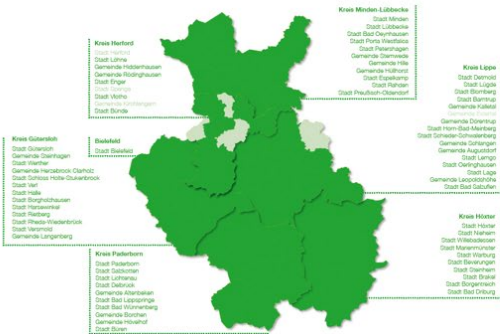 Kreis Minden-Lübbecke
Stadt Minden
Stadt Lübbecke
Stadt Bad Oeynhausen
Stadt Porta Westfalica
Stadt Petershagen
Gemeinde Stemwede
Gemeinde Hille
Gemeinde Hüllhorst
Stadt Espelkamp
Stadt Rahden
Stadt Preußisch-Oldendorf
Kreis Herford
Stadt Herford
Stadt Löhne
Gemeinde Hiddenhausen
Gemeinde Rödinghausen
Stadt Enger
Stadt Spenge
Stadt Vlotho
Gemeinde Kirchlengern
Stadt Bünde
Kreis Lippe
Stadt Detmold
Stadt Lügde
Stadt Blomberg
Stadt Barntrup
Gemeinde Kalletal
Gemeinde Extertal
Gemeinde Dörentrup
Stadt Horn-Bad-Meinberg
Stadt Schieder-Schwalenberg
Gemeinde Schlangen
Gemeinde Augustdorf
Stadt Lemgo
Stadt Oerlinghausen
Stadt Lage
Gemeinde Leopoldshöhe
Stadt Bad Salzuflen
Kreis Gütersloh
Stadt Gütersloh
Gemeinde Steinhagen
Stadt Werther
Gemeinde Herzebrock Clarholz
Stadt Schloss Holte-Stukenbrock
Stadt Verl
Stadt Halle
Stadt Borgholzhausen
Stadt Harsewinkel
Stadt Rietberg
Stadt Rheda-Wiedenbrück
Stadt Versmold
Gemeinde Langenberg
Bielefeld
Stadt Bielefeld
Kreis Höxter
Stadt Höxter
Stadt Nieheim
Stadt Willebadessen
Stadt Marienmünster
Stadt Warburg
Stadt Beverungen
Stadt Steinheim
Stadt Brakel
Stadt Borgentreich
Stadt Bad Driburg
Kreis Paderborn
Stadt Paderborn
Stadt Salzkotten
Stadt Lichtenau
Stadt Delbrück
Gemeinde Altenbeken
Stadt Bad Lippspringe
Stadt Bad Wünnenberg
Gemeinde Borchen
Gemeinde Hövelhof
Stadt Büren